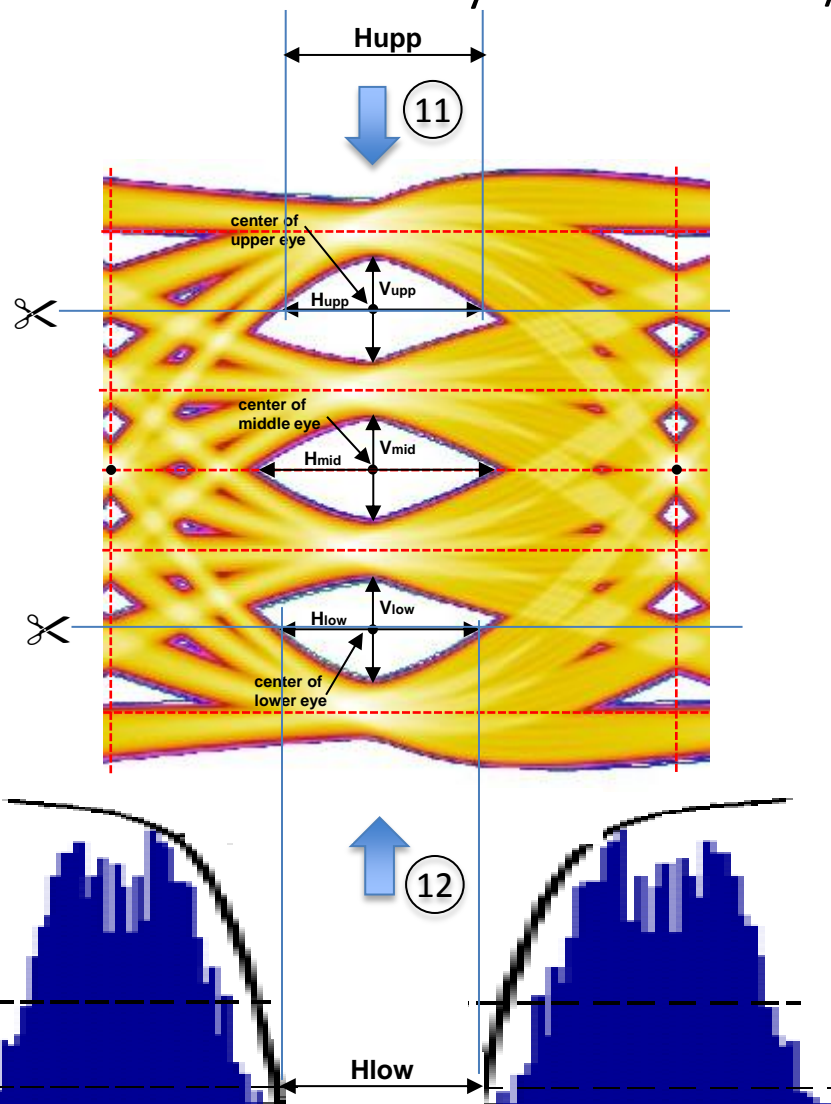 Hupp
11
center of
upper eye
Vupp
Hupp
center of
middle eye
Vmid
Hmid
Vlow
Hlow
center of
lower eye
12
Hlow